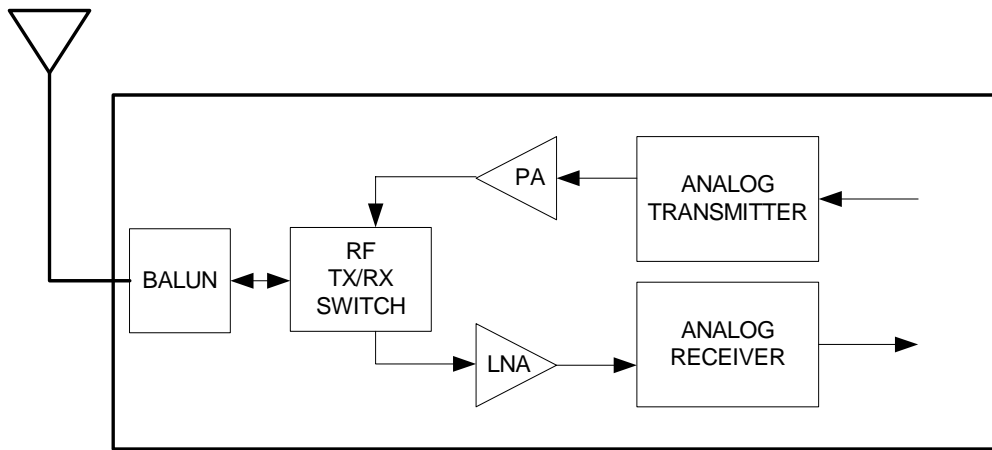 PA
ANALOG
TRANSMITTER
BALUN
RF
TX/RX
SWITCH
LNA
ANALOG
RECEIVER